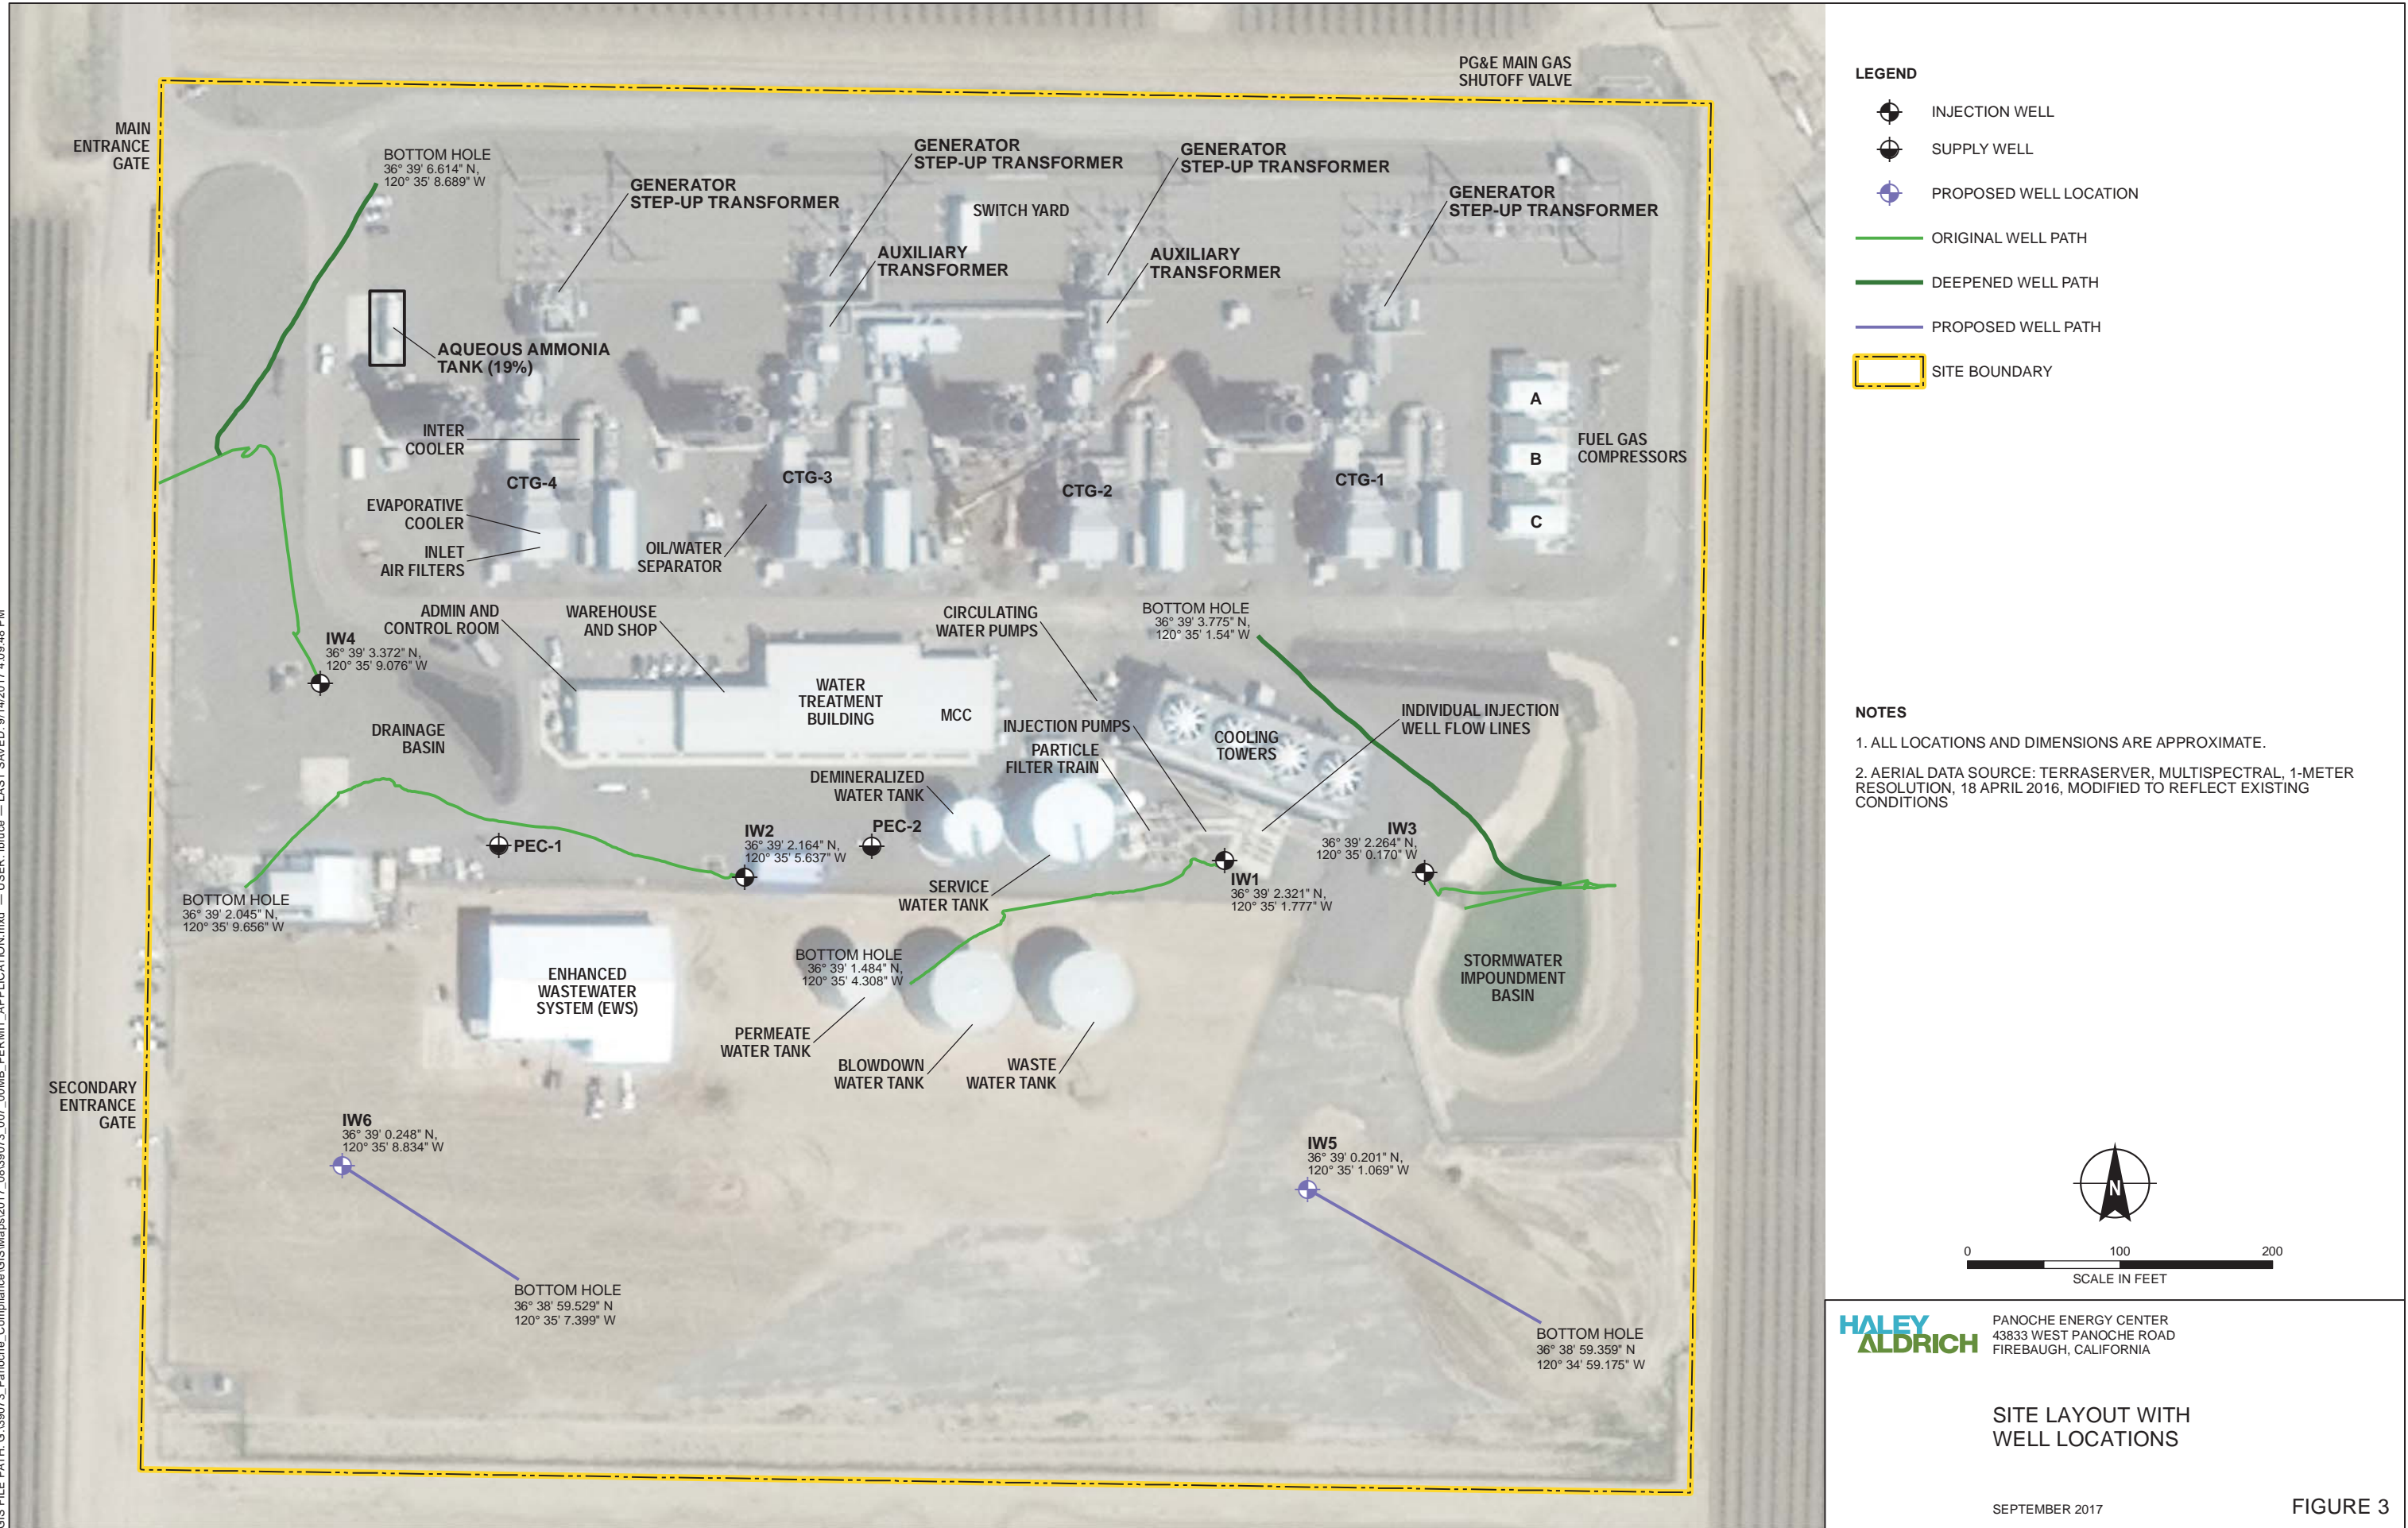 PG&E MAIN GAS
SHUTOFF VALVE
MAIN
ENTRANCE
GATE
BOTTOM HOLE
36° 39' 6.614" N,
120° 35' 8.689" W
GENERATOR
STEP-UP TRANSFORMER
GENERATOR
STEP-UP TRANSFORMER
GENERATOR
STEP-UP TRANSFORMER
GENERATOR
STEP-UP TRANSFORMER
SWITCH YARD
AUXILIARY
TRANSFORMER
AUXILIARY
TRANSFORMER
AQUEOUS AMMONIA
TANK (19%)
INTER
COOLER
CTG-4
CTG-3
CTG-2
CTG-1
A
B
C
FUEL GAS
COMPRESSORS
EVAPORATIVE
COOLER
INLET
AIR FILTERS
OIL/WATER
SEPARATOR
ADMIN AND
CONTROL ROOM
WAREHOUSE
AND SHOP
CIRCULATING
WATER PUMPS
BOTTOM HOLE
36° 39' 3.775" N,
120° 35' 1.54" W
IW4
36° 39' 3.372" N,
120° 35' 9.076" W
WATER
TREATMENT
BUILDING
MCC
DRAINAGE
BASIN
INJECTION PUMPS
PARTICLE
FILTER TRAIN
COOLING
TOWERS
INDIVIDUAL INJECTION
WELL FLOW LINES
DEMINERALIZED
WATER TANK
PEC-1
IW2
36° 39' 2.164" N,
120° 35' 5.637" W
PEC-2
IW3
36° 39' 2.264" N,
120° 35' 0.170" W
SERVICE
WATER TANK
IW1
36° 39' 2.321" N,
120° 35' 1.777" W
BOTTOM HOLE
36° 39' 2.045" N,
120° 35' 9.656" W
BOTTOM HOLE
36° 39' 1.484" N,
120° 35' 4.308" W
ENHANCED
WASTEWATER
SYSTEM (EWS)
STORMWATER
IMPOUNDMENT
BASIN
PERMEATE
WATER TANK
BLOWDOWN
WATER TANK
WASTE
WATER TANK
SECONDARY
ENTRANCE
GATE
IW6
36° 39' 0.248" N,
120° 35' 8.834" W
IW5
36° 39' 0.201" N,
120° 35' 1.069" W
BOTTOM HOLE
36° 38' 59.529" N
120° 35' 7.399" W
BOTTOM HOLE
36° 38' 59.359" N
120° 34' 59.175" W
LEGEND
INJECTION WELL
SUPPLY WELL
PROPOSED WELL LOCATION
ORIGINAL WELL PATH
DEEPENED WELL PATH
PROPOSED WELL PATH
SITE BOUNDARY
NOTES
1. ALL LOCATIONS AND DIMENSIONS ARE APPROXIMATE.
2. AERIAL DATA SOURCE: TERRASERVER, MULTISPECTRAL, 1-METER
RESOLUTION, 18 APRIL 2016, MODIFIED TO REFLECT EXISTING
CONDITIONS
N
0 100 200
SCALE IN FEET
HALEY
ALDRICH
PANOCHE ENERGY CENTER
43833 WEST PANOCHE ROAD
FIREBAUGH, CALIFORNIA
SITE LAYOUT WITH
WELL LOCATIONS
SEPTEMBER 2017
FIGURE 3